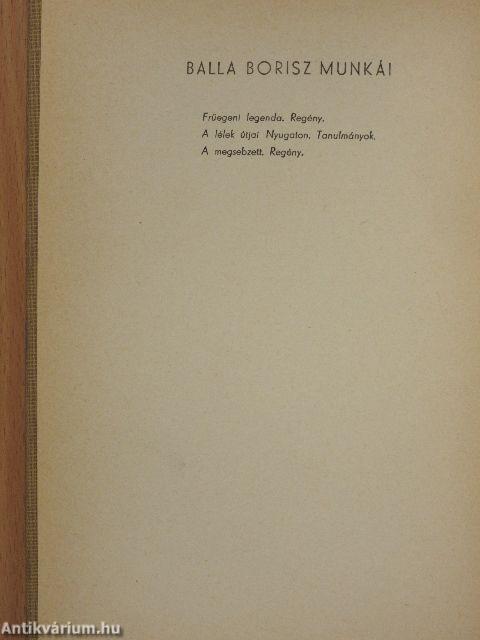 BALLA BORISZ MUNKÁI
Früegeni legenda. Regény.
A lélek útjai Nyugaton. Tanulmányok.
A megsebzett. Regény.
Antikvárium.hu